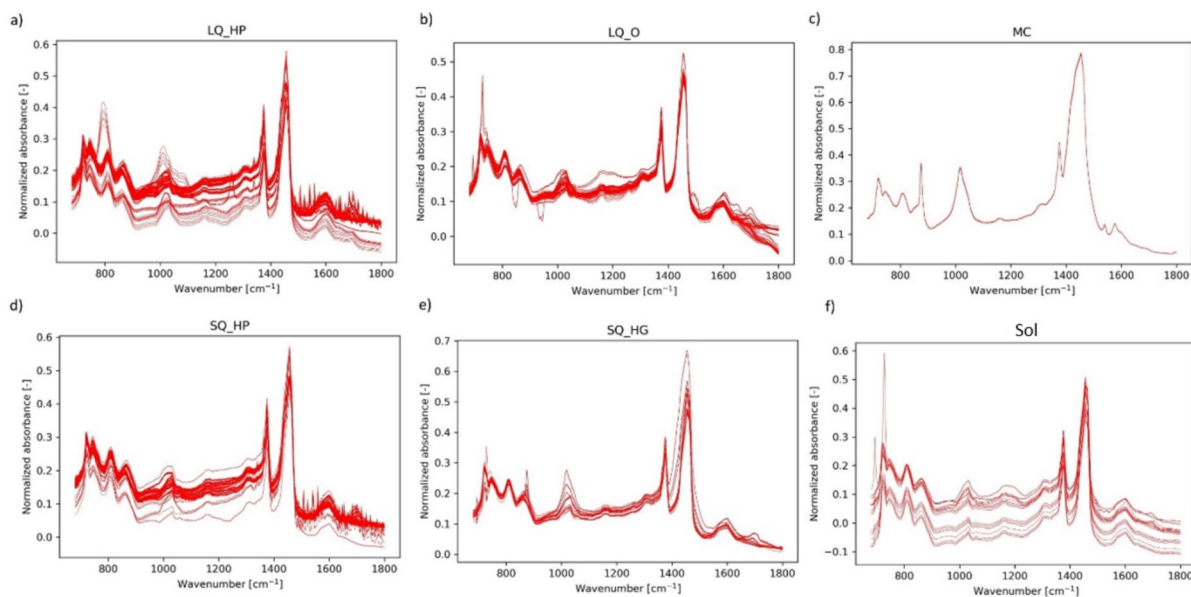 a)
LQ_HP
0.6
0.5
0.4
0.3
0.2
0.1
0.0
Normalized absorbance [-]
800 1000 1200 1400 1600 1800
Wavenumber [cm⁻¹]
b)
LQ_O
0.5
0.4
0.3
0.2
0.1
0.0
Normalized absorbance [-]
800 1000 1200 1400 1600 1800
Wavenumber [cm⁻¹]
c)
MC
0.8
0.7
0.6
0.5
0.4
0.3
0.2
0.1
0.0
Normalized absorbance [-]
800 1000 1200 1400 1600 1800
Wavenumber [cm⁻¹]
d)
SQ_HP
0.6
0.5
0.4
0.3
0.2
0.1
0.0
Normalized absorbance [-]
800 1000 1200 1400 1600 1800
Wavenumber [cm⁻¹]
e)
SQ_HG
0.7
0.6
0.5
0.4
0.3
0.2
0.1
0.0
Normalized absorbance [-]
800 1000 1200 1400 1600 1800
Wavenumber [cm⁻¹]
f)
Sol
0.6
0.5
0.4
0.3
0.2
0.1
0.0
−0.1
Normalized absorbance [-]
800 1000 1200 1400 1600 1800
Wavenumber [cm⁻¹]